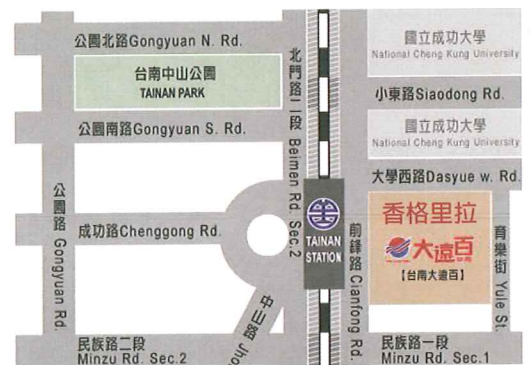 公園北路Gongyuan N. Rd.
國立成功大學
National Cheng Kung University
台南中山公園
TAINAN PARK
北門路二段 Beimen Rd. Sec.2
小東路Siaodong Rd.
公園南路Gongyuan S. Rd.
國立成功大學
National Cheng Kung University
大學西路Dasyue w. Rd.
公園路 Gongyuan Rd.
成功路Chenggong Rd.
TAINAN
STATION
前鋒路 Cianfong Rd.
香格里拉
大遠百
【台南大遠百】
育樂街 Yule St.
中山路 Jho
民族路二段
Minzu Rd. Sec.2
民族路一段
Minzu Rd. Sec.1